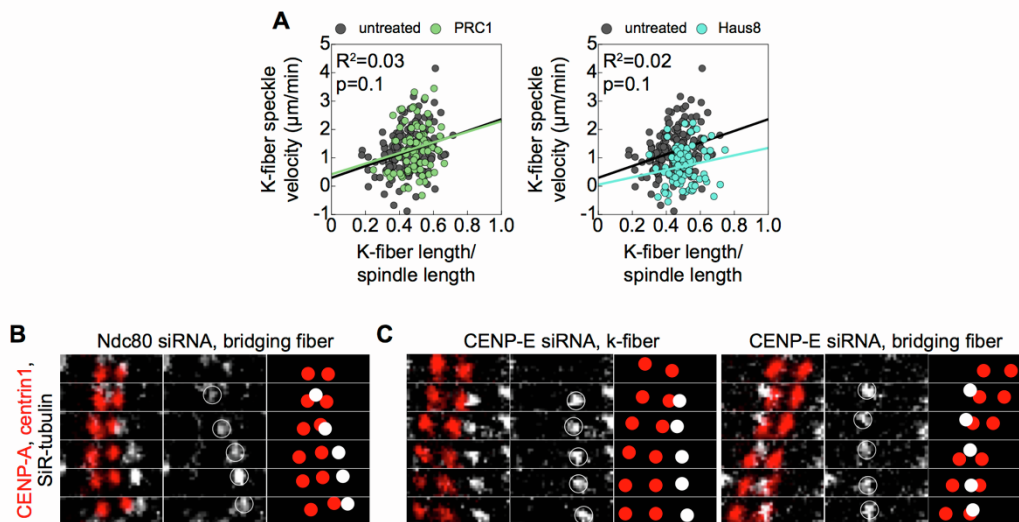 A
untreated PRC1
R²=0.03
p=0.1
K-fiber speckle
velocity (μm/min)
5
4
3
2
1
0
-1
0 0.2 0.4 0.6 0.8 1.0
K-fiber length/
spindle length
untreated Haus8
R²=0.02
p=0.1
K-fiber speckle
velocity (μm/min)
5
4
3
2
1
0
-1
0.0 0.2 0.4 0.6 0.8 1.0
K-fiber length/
spindle length
B
Ndc80 siRNA, bridging fiber
CENP-A, centrin1,
SiR-tubulin
C
CENP-E siRNA, k-fiber
CENP-E siRNA, bridging fiber